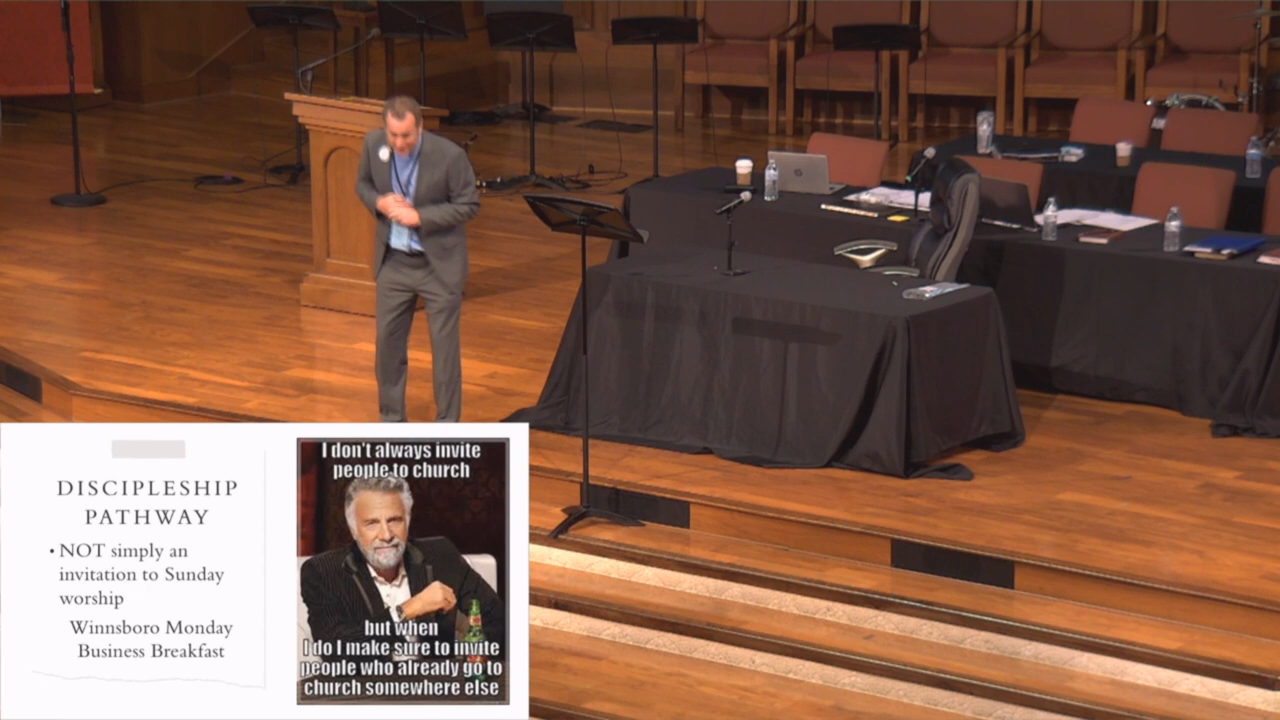 DISCIPLESHIP
PATHWAY
• NOT simply an
invitation to Sunday
worship
Winnsboro Monday
Business Breakfast
I don't always invite
people to church
but when
I do I make sure to invite
people who already go to
church somewhere else